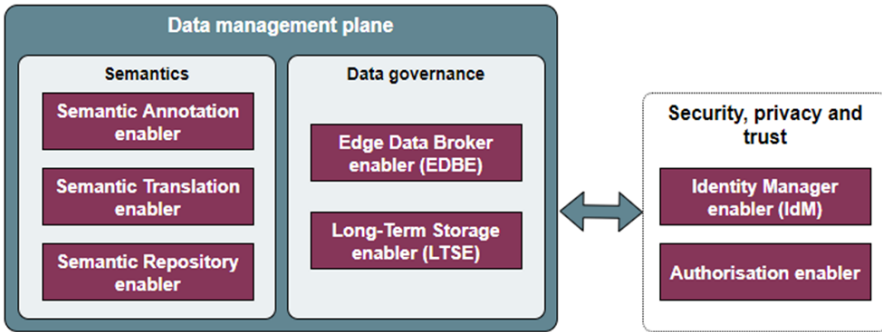 Data management plane
Semantics
Semantic Annotation
enabler
Semantic Translation
enabler
Semantic Repository
enabler
Data governance
Edge Data Broker
enabler (EDBE)
Long-Term Storage
enabler (LTSE)
Security, privacy and
trust
Identity Manager
enabler (IdM)
Authorisation enabler